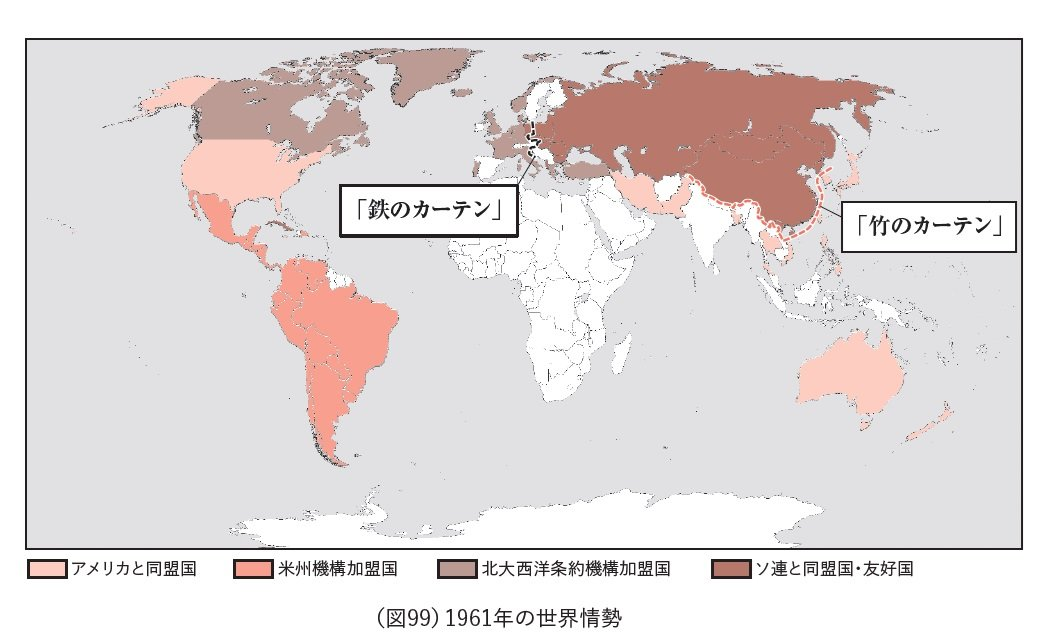 「鉄のカーテン」
「竹のカーテン」
アメリカと同盟国
米州機構加盟国
北大西洋条約機構加盟国
ソ連と同盟国・友好国
（図99）1961年の世界情勢